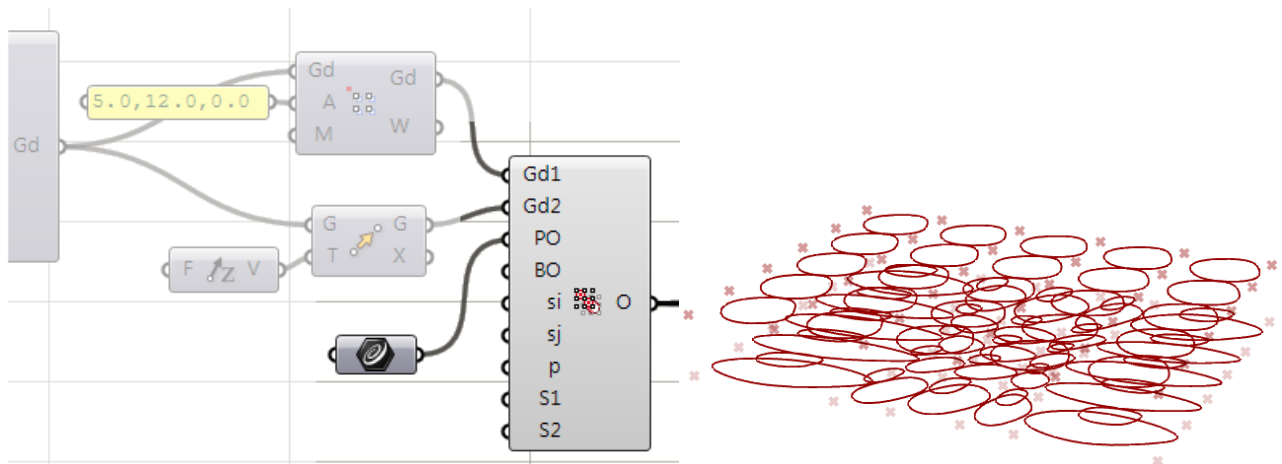 Gd
5.0,12.0,0.0
Gd
A
M
Gd
W
G
T
G
X
F
Z
V
Gd1
Gd2
PO
BO
si
sj
p
S1
S2
O